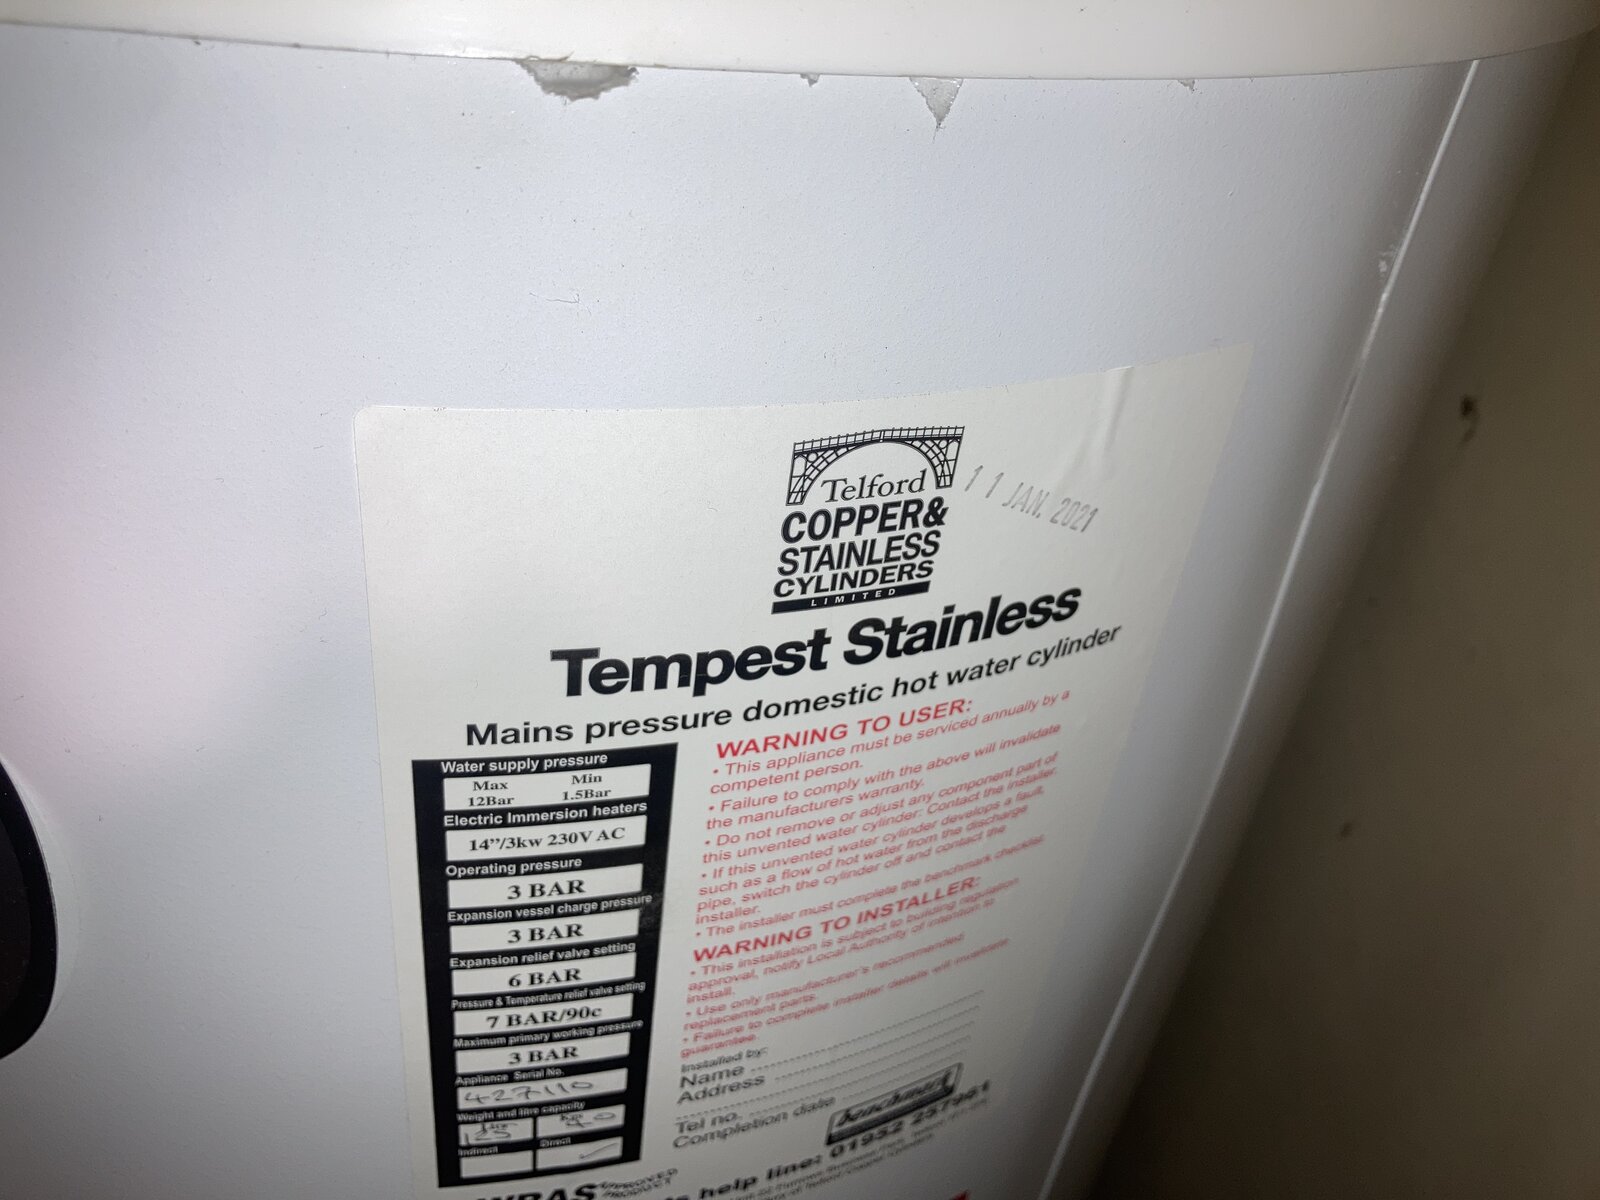 Telford
COPPER&
STAINLESS
CYLINDERS
LIMITED
11 JAN. 2021
Tempest Stainless
Mains pressure domestic hot water cylinder
Water supply pressure
Max Min
12Bar 1.5Bar
Electric Immersion heaters
14”/3kw 230V AC
Operating pressure
3 BAR
Expansion vessel charge pressure
3 BAR
Expansion relief valve setting
6 BAR
Pressure & Temperature relief valve setting
7 BAR/90c
Maximum primary working pressure
3 BAR
Appliance Serial No.
427110
Weight and litre capacity
125
Indirect Direct
WARNING TO USER:
• This appliance must be serviced annually by a
competent person.
• Failure to comply with the above will invalidate
the manufacturers warranty.
• Do not remove or adjust any component part of
this unvented water cylinder. Contact the installer.
• If this unvented water cylinder develops a fault,
such as a flow of hot water from the discharge
pipe, switch the cylinder off and contact the
installer.
• The installer must complete the benchmark checklist.
WARNING TO INSTALLER:
• This installation is subject to building regulation
approval, notify Local Authority of intention to
install.
• Use only manufacturer's recommended
replacement parts.
• Failure to complete installer details will invalidate
guarantee.
Installed by:
Name
Address
Tel no.
Completion date
benchmark
WRAS APPROVED PRODUCT
help line: 01952 257961